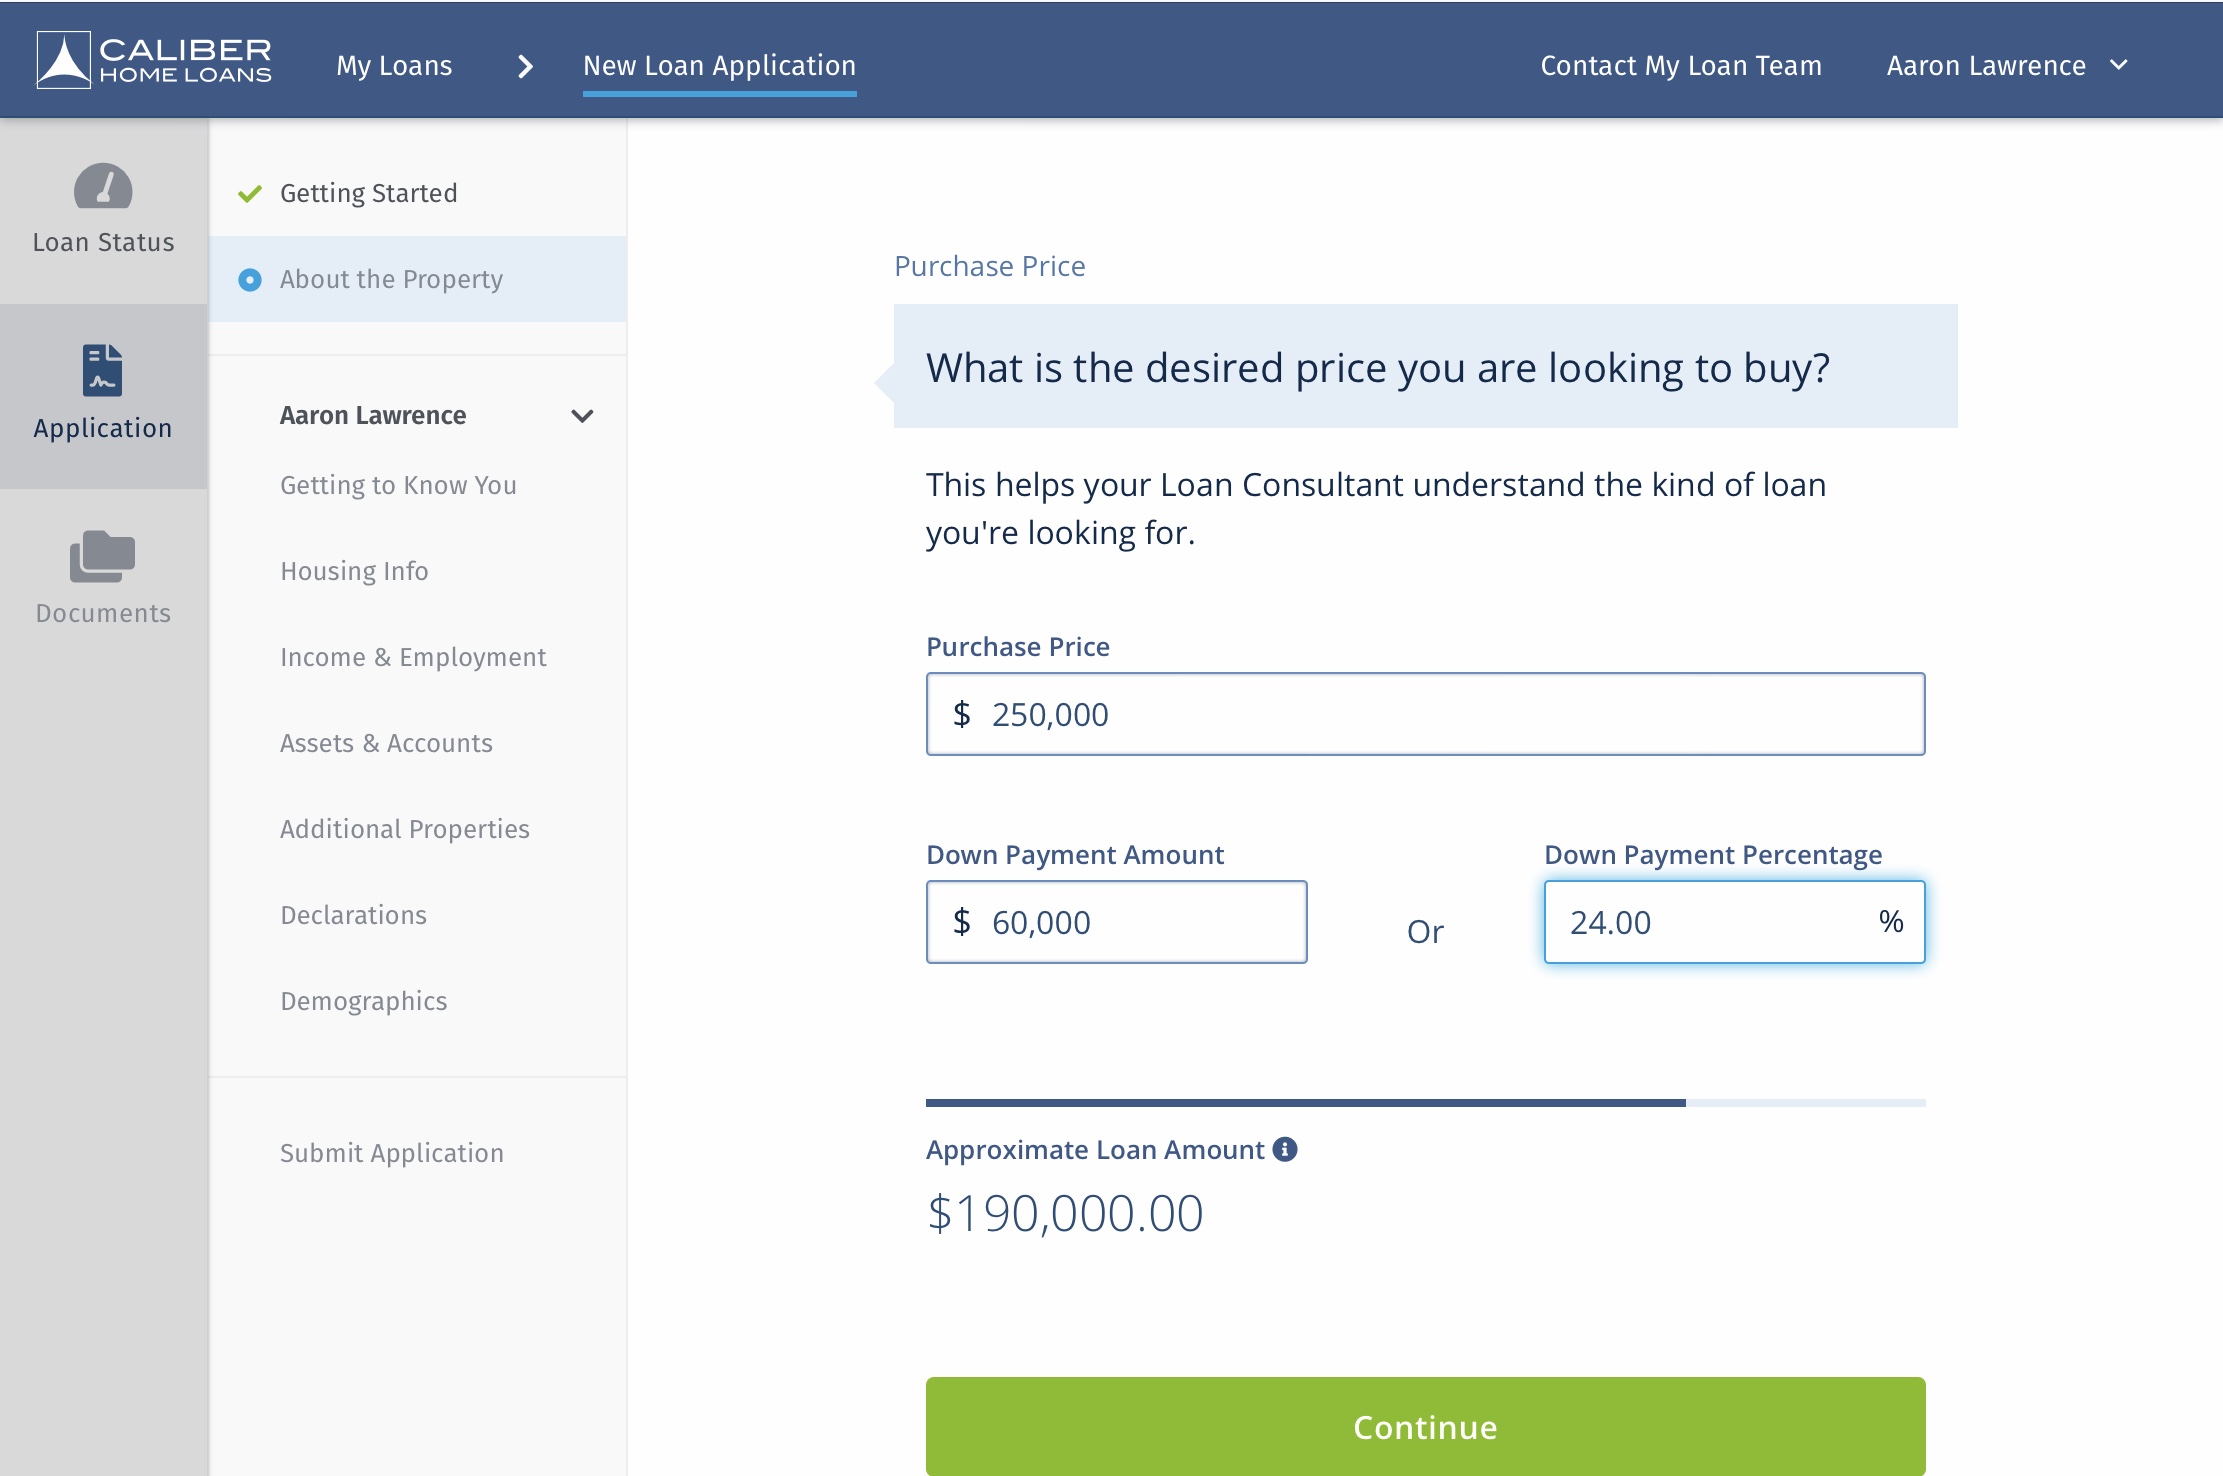 CALIBER
HOME LOANS
My Loans
New Loan Application
Contact My Loan Team
Aaron Lawrence
Loan Status
Application
Documents
Getting Started
About the Property
Aaron Lawrence
Getting to Know You
Housing Info
Income & Employment
Assets & Accounts
Additional Properties
Declarations
Demographics
Submit Application
Purchase Price
What is the desired price you are looking to buy?
This helps your Loan Consultant understand the kind of loan
you're looking for.
Purchase Price
$ 250,000
Down Payment Amount
$ 60,000
Or
Down Payment Percentage
24.00 %
Approximate Loan Amount
$190,000.00
Continue